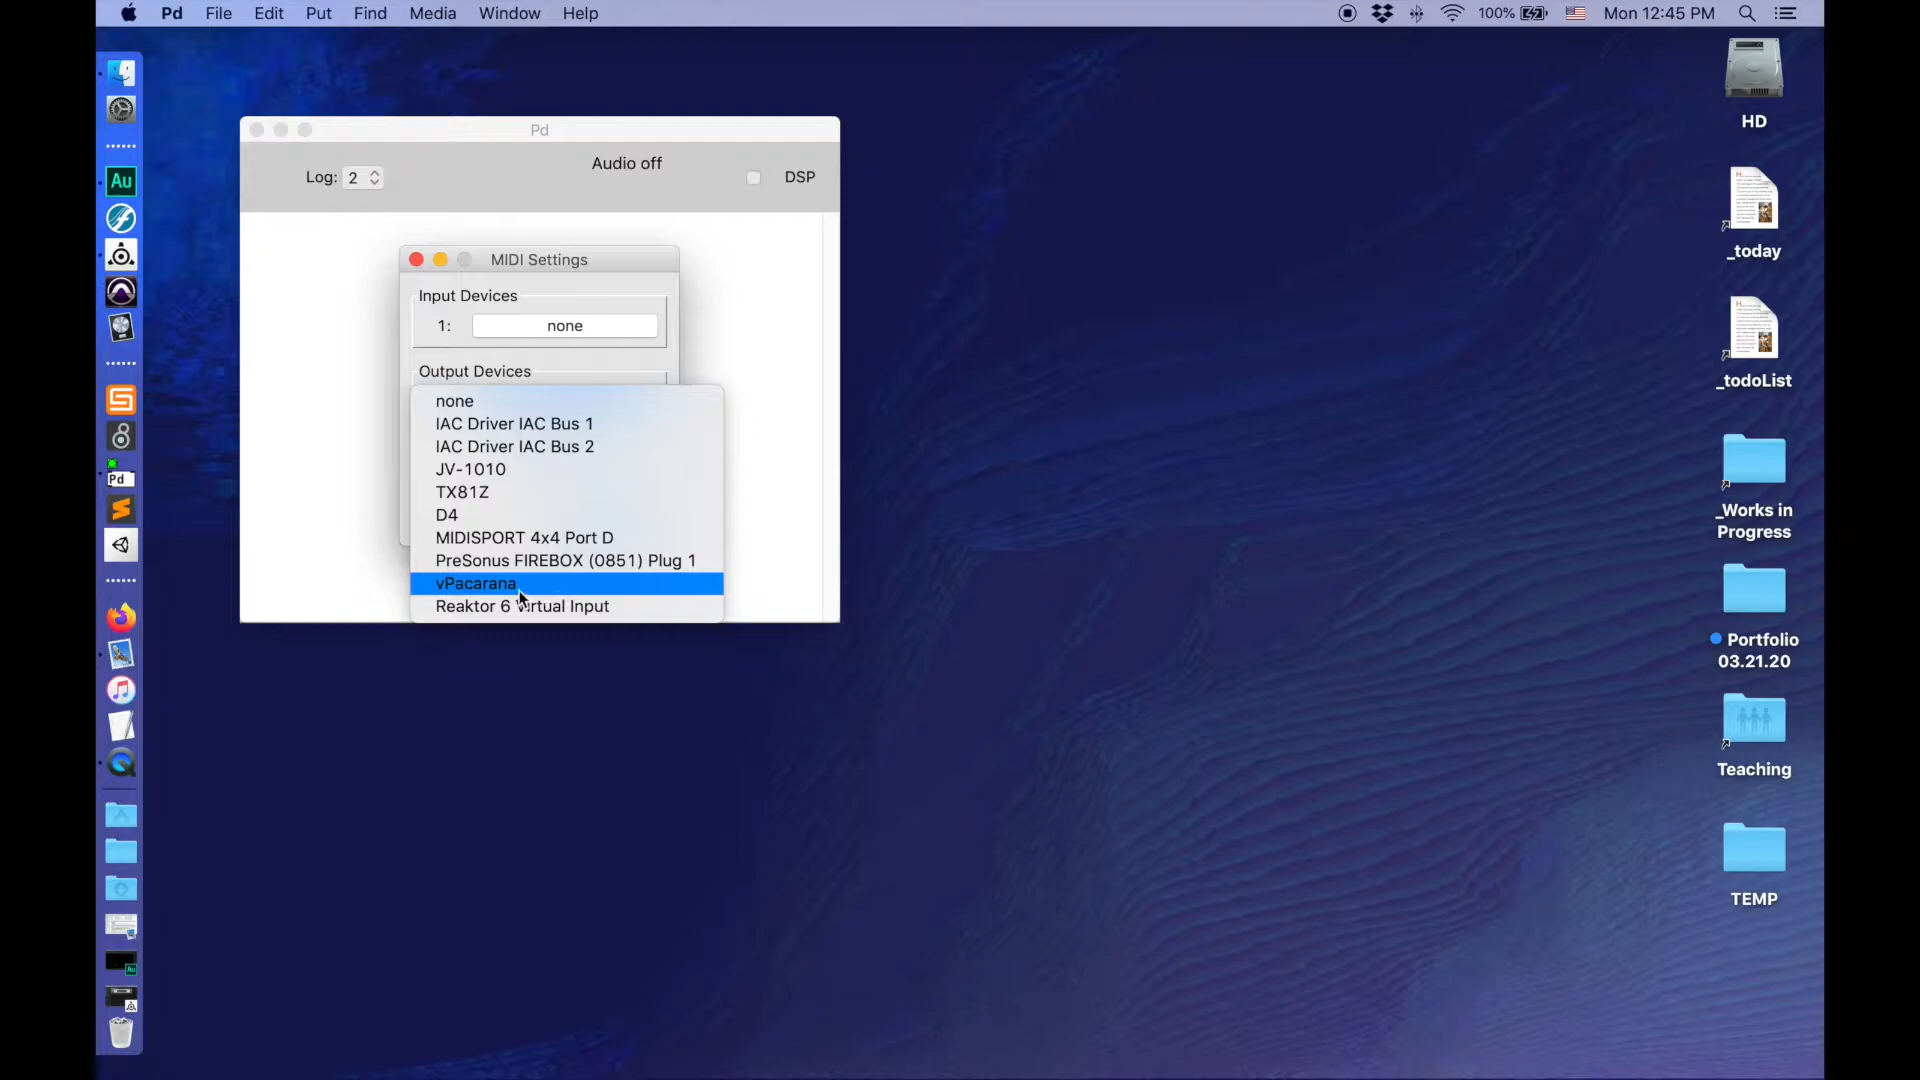 Pd File Edit Put Find Media Window Help
100% Mon 12:45 PM
Pd
Audio off
Log: 2
DSP
MIDI Settings
Input Devices
1: none
Output Devices
none
IAC Driver IAC Bus 1
IAC Driver IAC Bus 2
JV-1010
TX81Z
D4
MIDISPORT 4x4 Port D
PreSonus FIREBOX (0851) Plug 1
vPacarana
Reaktor 6 Virtual Input
Au
Pd
HD
_today
_todoList
_Works in
Progress
Portfolio
03.21.20
Teaching
TEMP